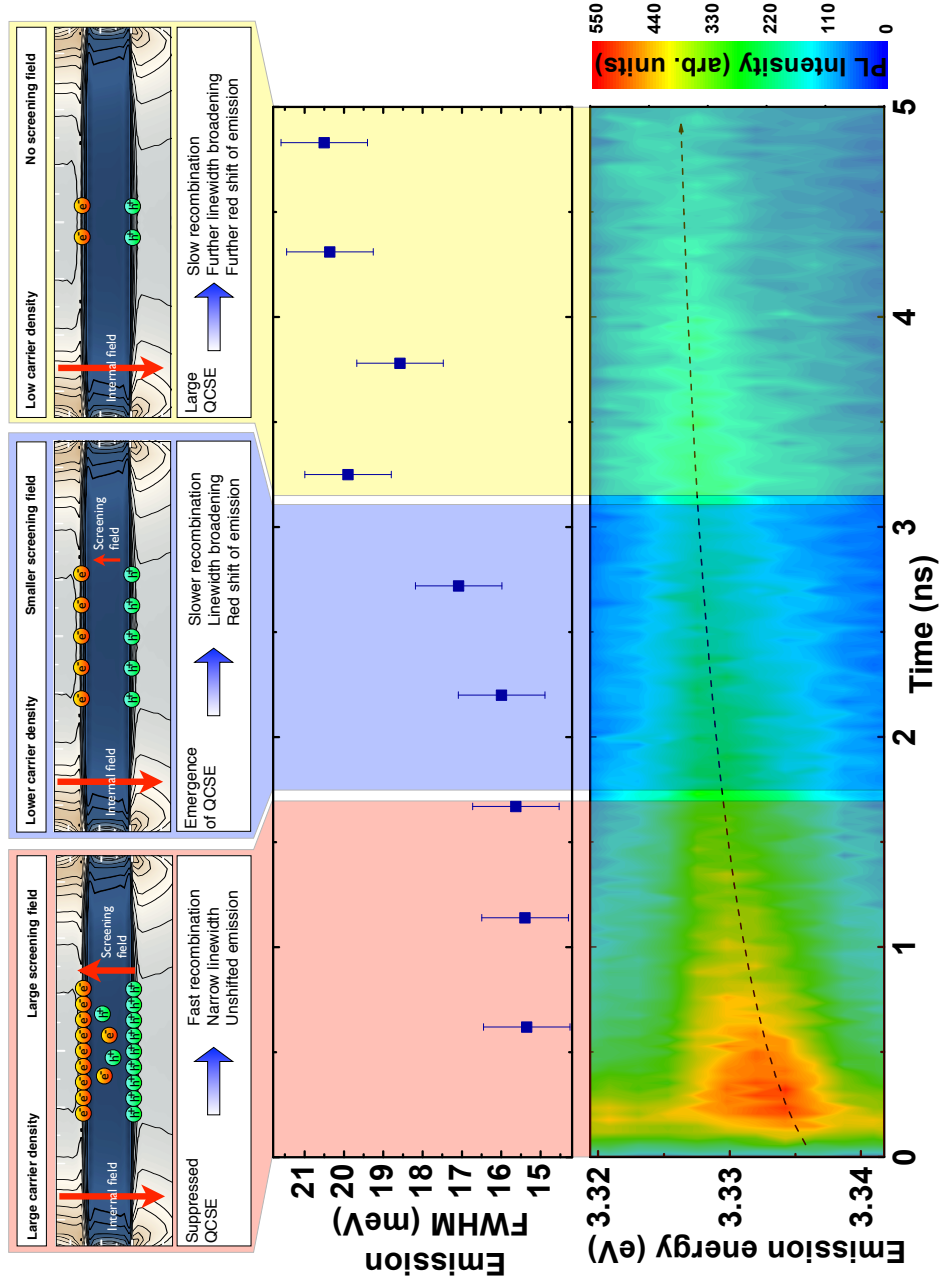 Large carrier density
Large screening field
e⁻ e⁻ e⁻ e⁻ e⁻ e⁻ e⁻ e⁻ e⁻
Internal field
e⁻ h⁺ e⁻ h⁺
Screening
field
h⁺ h⁺ h⁺ h⁺ h⁺ h⁺ h⁺ h⁺ h⁺
Suppressed
QCSE
Fast recombination
Narrow linewidth
Unshifted emission
Lower carrier density
Smaller screening field
e⁻ e⁻ e⁻ e⁻ e⁻
Internal field
Screening
field
h⁺ h⁺ h⁺ h⁺ h⁺
Emergence
of QCSE
Slower recombination
Linewidth broadening
Red shift of emission
Low carrier density
No screening field
e⁻ e⁻
Internal field
h⁺ h⁺
Large
QCSE
Slow recombination
Further linewidth broadening
Further red shift of emission
Emission
FWHM (meV)
21
20
19
18
17
16
15
Emission energy (eV)
3.32
3.33
3.34
0 1 2 3 4 5
Time (ns)
PL Intensity (arb. units)
0
110
220
330
440
550